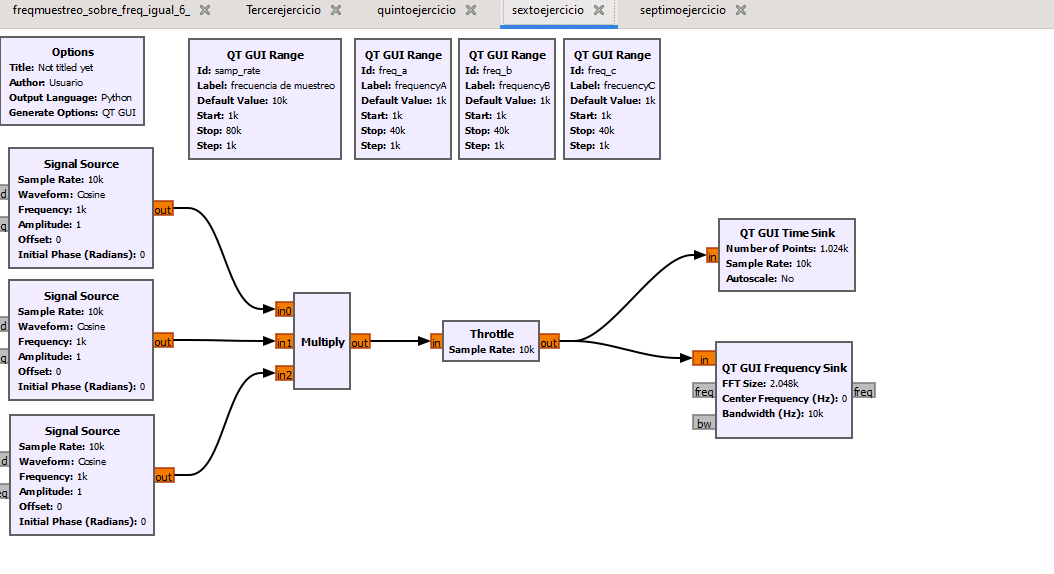 freqmuestreo_sobre_freq_igual_6_
Tercerejercicio
quintoejercicio
sextoejercicio
septimoejercicio
Options
Title: Not titled yet
Author: Usuario
Output Language: Python
Generate Options: QT GUI
QT GUI Range
Id: samp_rate
Label: frecuencia de muestreo
Default Value: 10k
Start: 1k
Stop: 80k
Step: 1k
QT GUI Range
Id: freq_a
Label: frequencyA
Default Value: 1k
Start: 1k
Stop: 40k
Step: 1k
QT GUI Range
Id: freq_b
Label: frequencyB
Default Value: 1k
Start: 1k
Stop: 40k
Step: 1k
QT GUI Range
Id: freq_c
Label: frecuencyC
Default Value: 1k
Start: 1k
Stop: 40k
Step: 1k
Signal Source
Sample Rate: 10k
Waveform: Cosine
Frequency: 1k
Amplitude: 1
Offset: 0
Initial Phase (Radians): 0
d
q
out
Signal Source
Sample Rate: 10k
Waveform: Cosine
Frequency: 1k
Amplitude: 1
Offset: 0
Initial Phase (Radians): 0
d
q
out
Signal Source
Sample Rate: 10k
Waveform: Cosine
Frequency: 1k
Amplitude: 1
Offset: 0
Initial Phase (Radians): 0
d
eq
out
in0
in1
in2
Multiply
out
in
Throttle
Sample Rate: 10k
out
in
QT GUI Time Sink
Number of Points: 1.024k
Sample Rate: 10k
Autoscale: No
in
freq
bw
QT GUI Frequency Sink
FFT Size: 2.048k
Center Frequency (Hz): 0
Bandwidth (Hz): 10k
freq